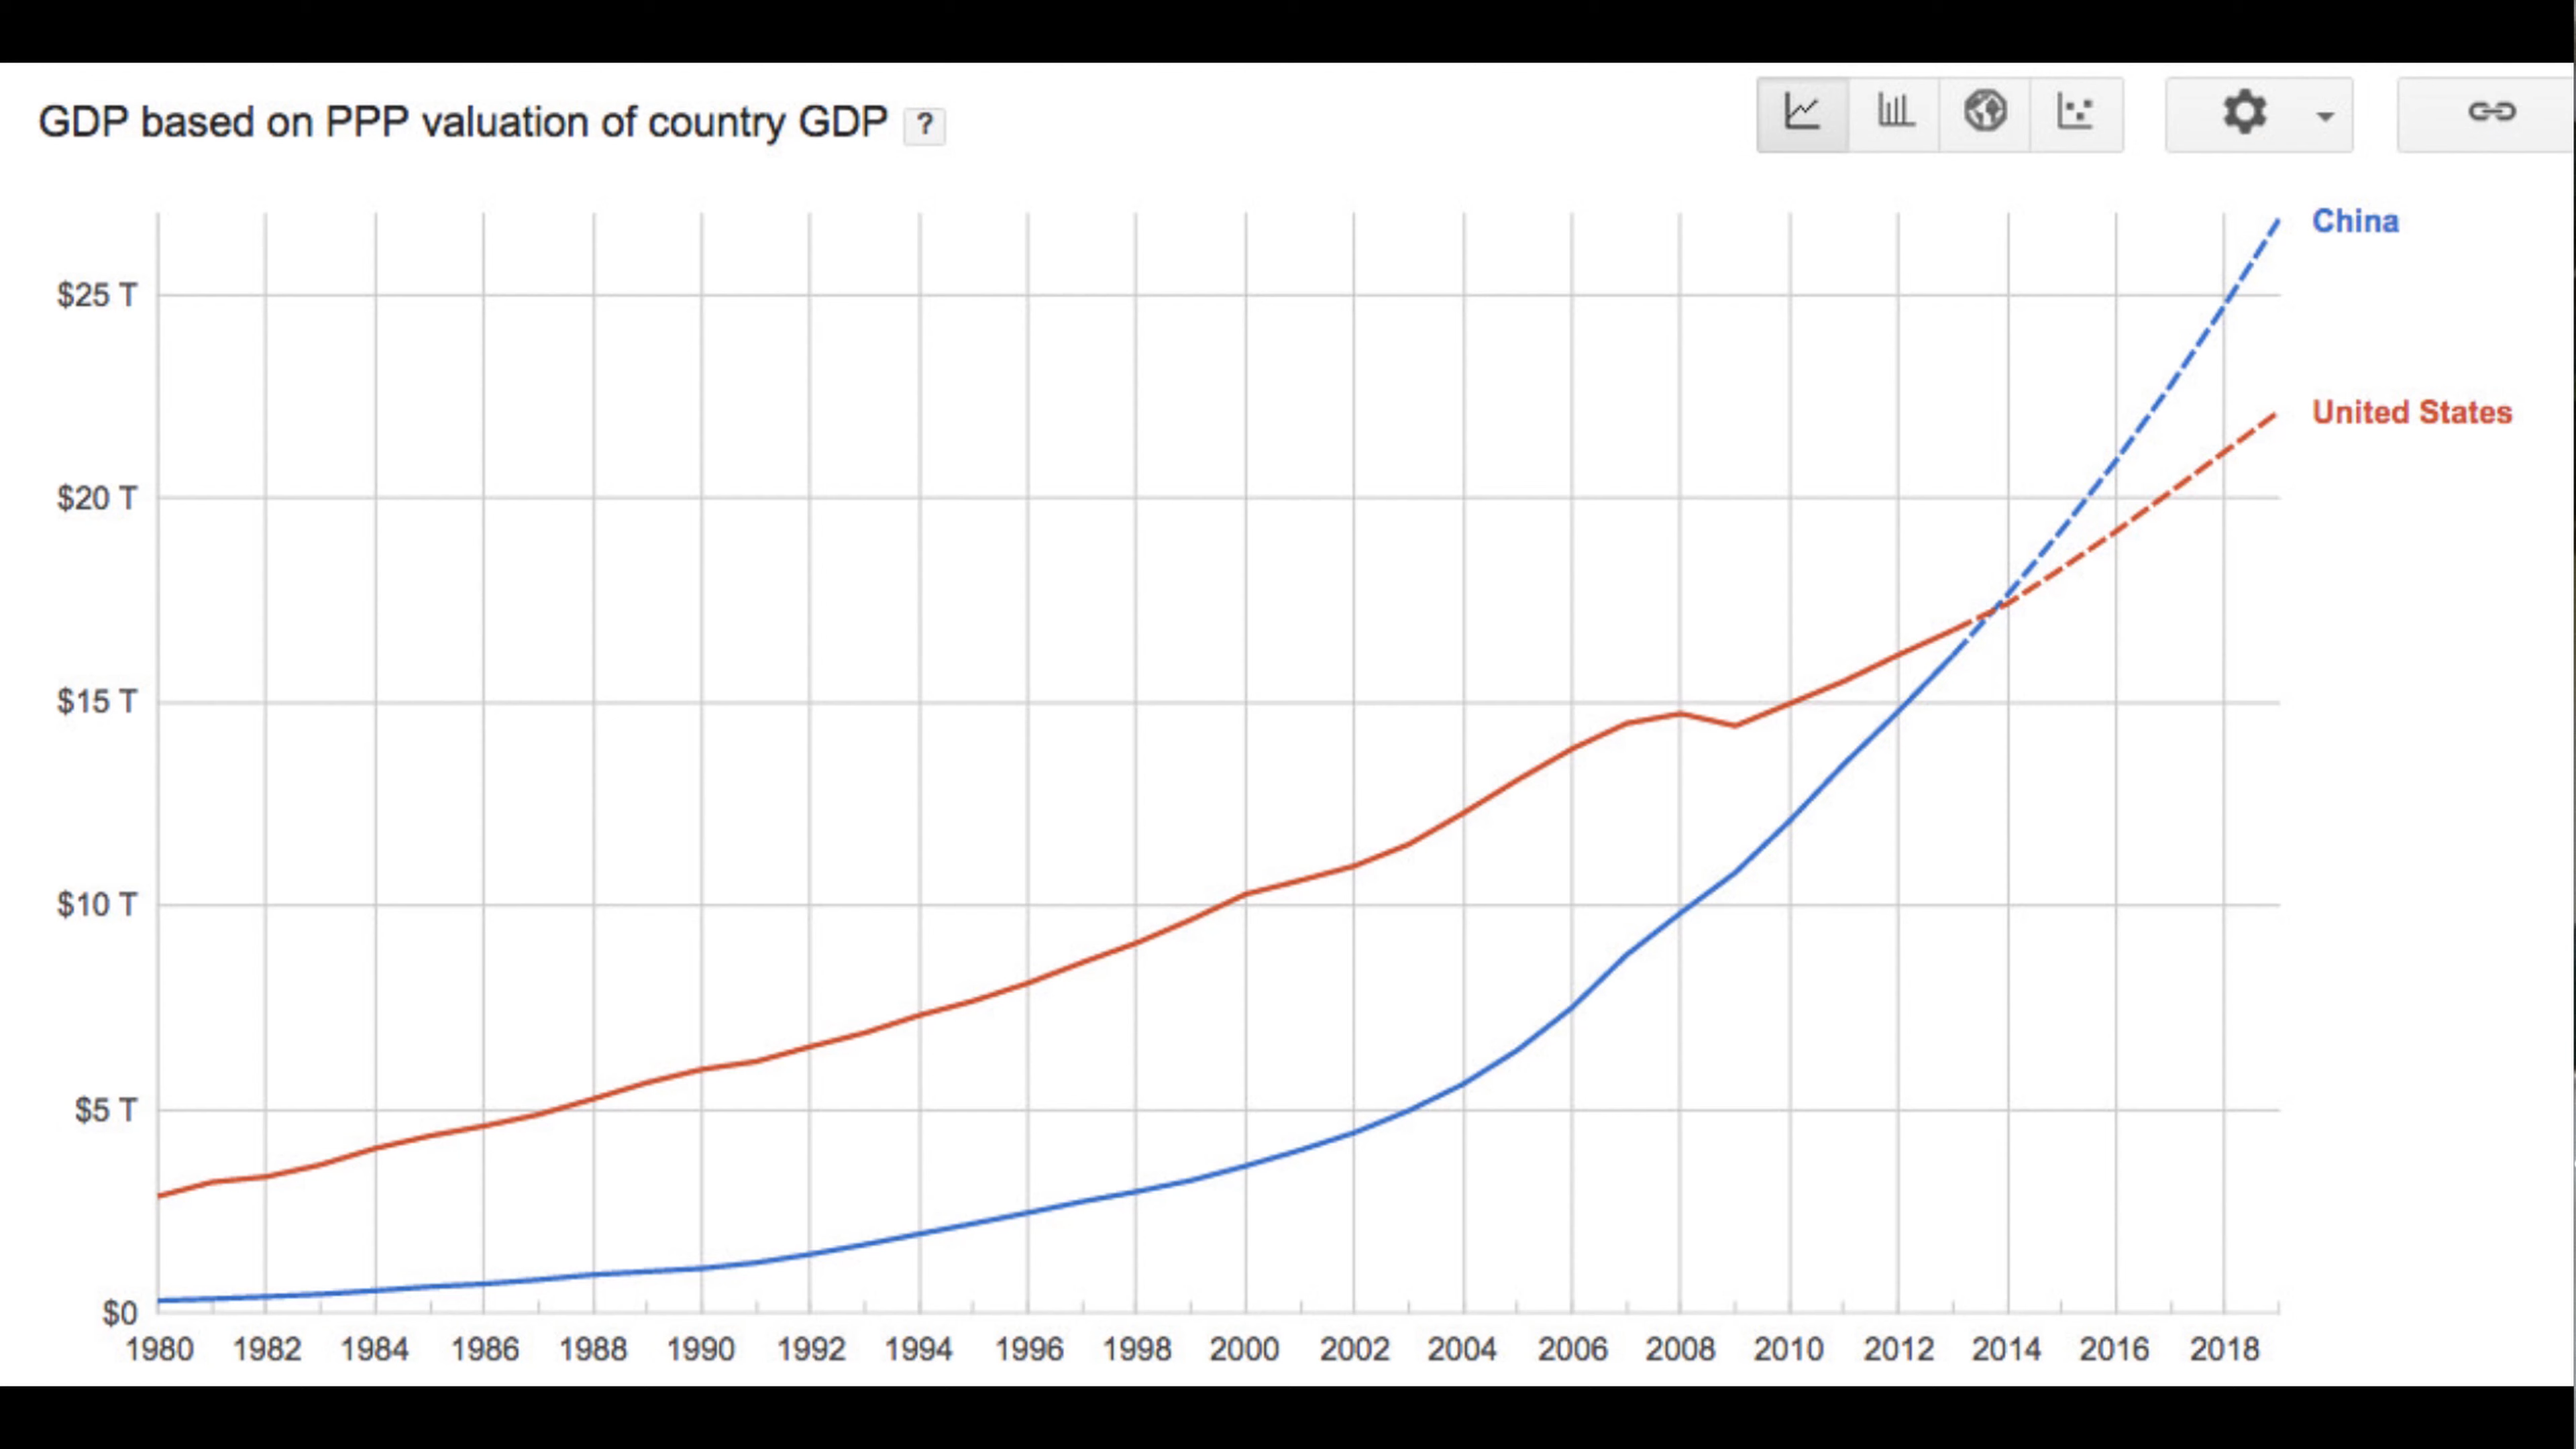 GDP based on PPP valuation of country GDP ?
China
$25 T
United States
$20 T
$15 T
$10 T
$5 T
$0
1980 1982 1984 1986 1988 1990 1992 1994 1996 1998 2000 2002 2004 2006 2008 2010 2012 2014 2016 2018